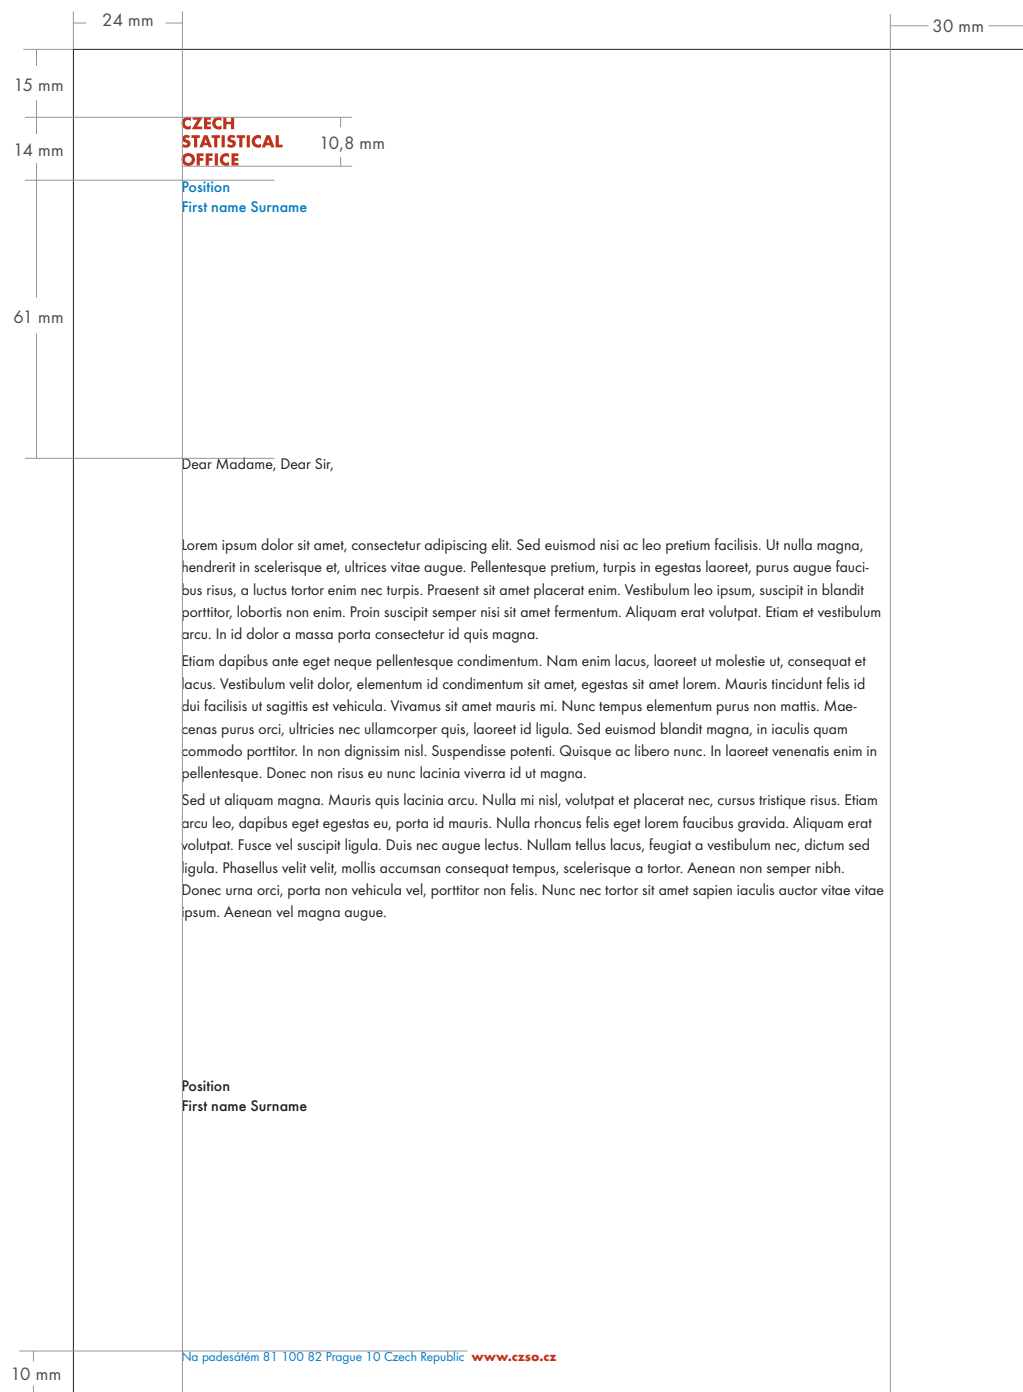 24 mm
30 mm
15 mm
CZECH
STATISTICAL
OFFICE
10,8 mm
14 mm
Position
First name Surname
61 mm
Dear Madame, Dear Sir,
Lorem ipsum dolor sit amet, consectetur adipiscing elit. Sed euismod nisi ac leo pretium facilisis. Ut nulla magna,
hendrerit in scelerisque et, ultrices vitae augue. Pellentesque pretium, turpis in egestas laoreet, purus augue fauci-
bus risus, a luctus tortor enim nec turpis. Praesent sit amet placerat enim. Vestibulum leo ipsum, suscipit in blandit
porttitor, lobortis non enim. Proin suscipit semper nisi sit amet fermentum. Aliquam erat volutpat. Etiam et vestibulum
arcu. In id dolor a massa porta consectetur id quis magna.
Etiam dapibus ante eget neque pellentesque condimentum. Nam enim lacus, laoreet ut molestie ut, consequat et
lacus. Vestibulum velit dolor, elementum id condimentum sit amet, egestas sit amet lorem. Mauris tincidunt felis id
dui facilisis ut sagittis est vehicula. Vivamus sit amet mauris mi. Nunc tempus elementum purus non mattis. Mae-
cenas purus orci, ultricies nec ullamcorper quis, laoreet id ligula. Sed euismod blandit magna, in iaculis quam
commodo porttitor. In non dignissim nisl. Suspendisse potenti. Quisque ac libero nunc. In laoreet venenatis enim in
pellentesque. Donec non risus eu nunc lacinia viverra id ut magna.
Sed ut aliquam magna. Mauris quis lacinia arcu. Nulla mi nisl, volutpat et placerat nec, cursus tristique risus. Etiam
arcu leo, dapibus eget egestas eu, porta id mauris. Nulla rhoncus felis eget lorem faucibus gravida. Aliquam erat
volutpat. Fusce vel suscipit ligula. Duis nec augue lectus. Nullam tellus lacus, feugiat a vestibulum nec, dictum sed
ligula. Phasellus velit velit, mollis accumsan consequat tempus, scelerisque a tortor. Aenean non semper nibh.
Donec urna orci, porta non vehicula vel, porttitor non felis. Nunc nec tortor sit amet sapien iaculis auctor vitae vitae
ipsum. Aenean vel magna augue.
Position
First name Surname
Na padesátém 81 100 82 Prague 10 Czech Republic www.czso.cz
10 mm